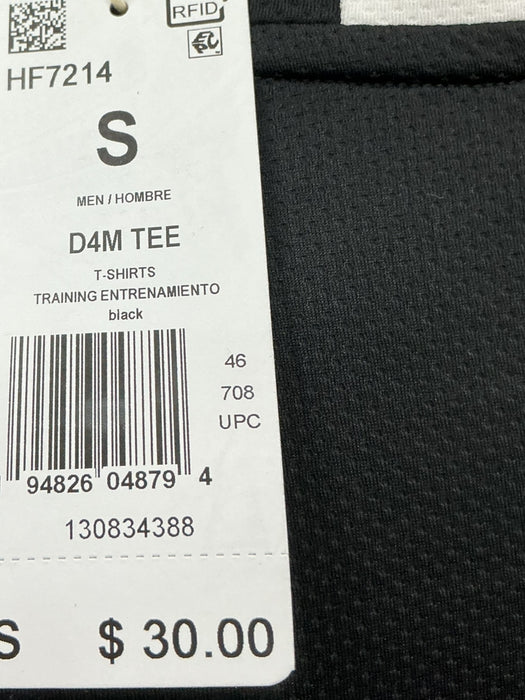 RFID
HF7214
S
MEN / HOMBRE
D4M TEE
T-SHIRTS
TRAINING ENTRENAMIENTO
black
46
708
UPC
94826 04879 4
130834388
S $ 30.00